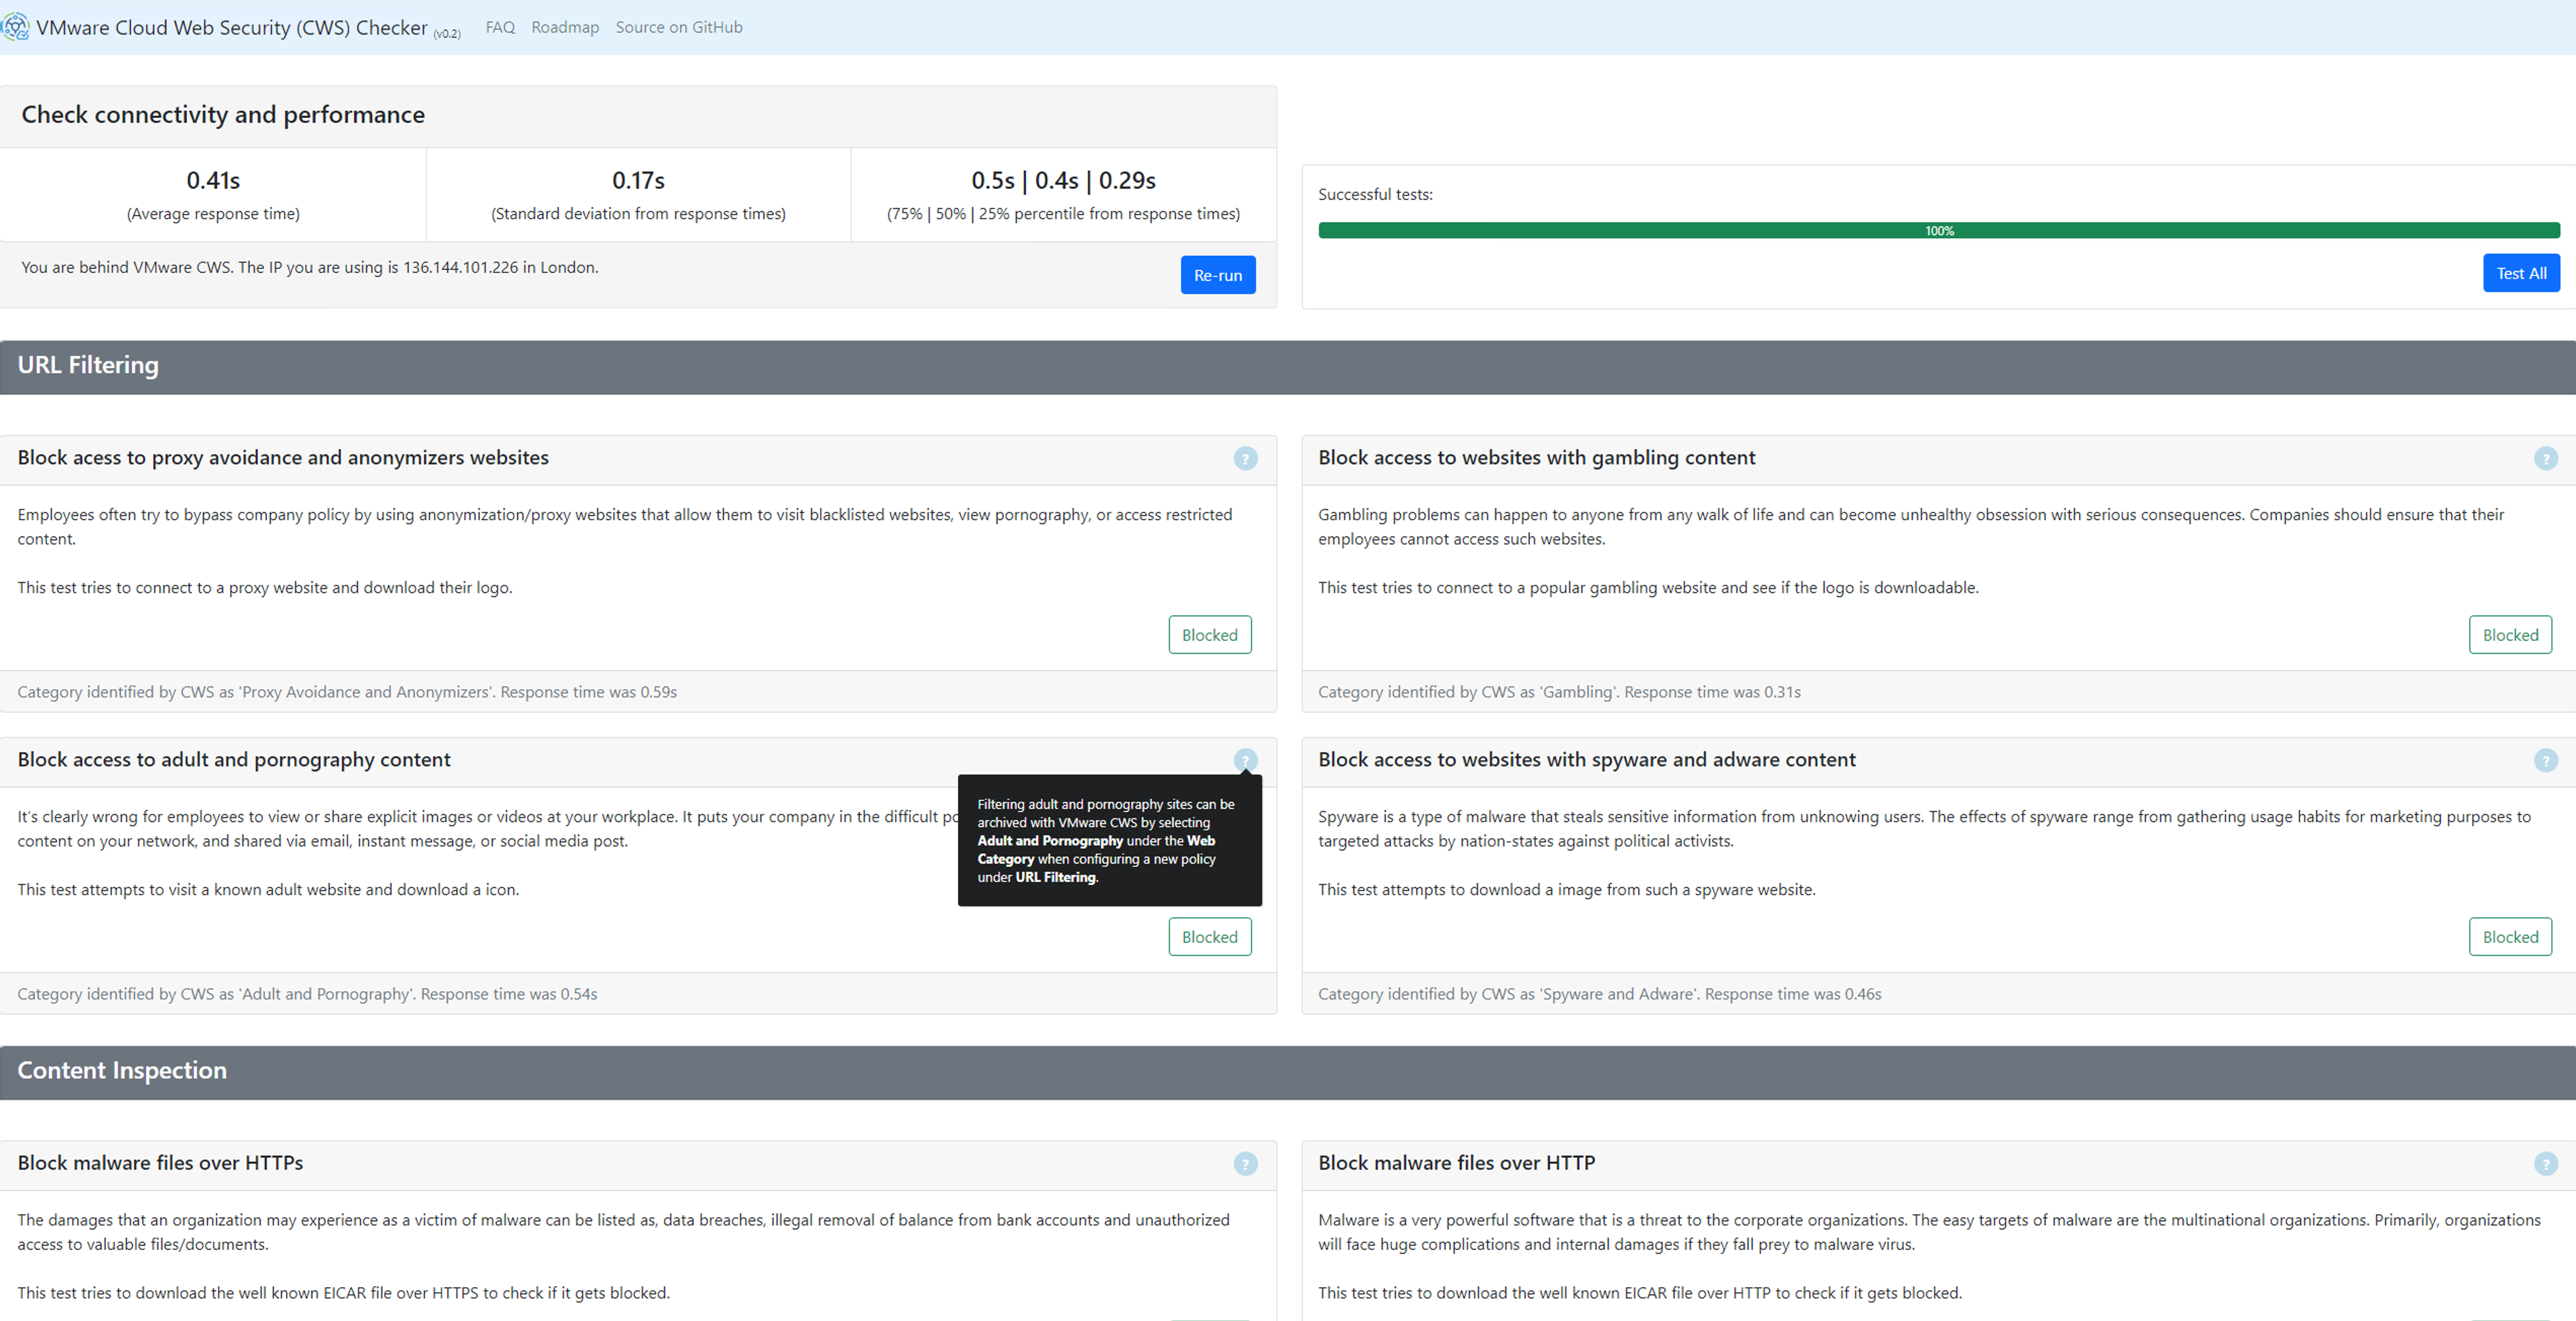 VMware Cloud Web Security (CWS) Checker (v0.2) FAQ Roadmap Source on GitHub
Check connectivity and performance
0.41s
(Average response time)
0.17s
(Standard deviation from response times)
0.5s | 0.4s | 0.29s
(75% | 50% | 25% percentile from response times)
You are behind VMware CWS. The IP you are using is 136.144.101.226 in London.
Re-run
Successful tests:
100%
Test All
URL Filtering
Block acess to proxy avoidance and anonymizers websites
?
Employees often try to bypass company policy by using anonymization/proxy websites that allow them to visit blacklisted websites, view pornography, or access restricted
content.
This test tries to connect to a proxy website and download their logo.
Blocked
Category identified by CWS as 'Proxy Avoidance and Anonymizers'. Response time was 0.59s
Block access to websites with gambling content
?
Gambling problems can happen to anyone from any walk of life and can become unhealthy obsession with serious consequences. Companies should ensure that their
employees cannot access such websites.
This test tries to connect to a popular gambling website and see if the logo is downloadable.
Blocked
Category identified by CWS as 'Gambling'. Response time was 0.31s
Block access to adult and pornography content
?
It's clearly wrong for employees to view or share explicit images or videos at your workplace. It puts your company in the difficult
content on your network, and shared via email, instant message, or social media post.
This test attempts to visit a known adult website and download a icon.
Filtering adult and pornography sites can be
archived with VMware CWS by selecting
Adult and Pornography under the Web
Category when configuring a new policy
under URL Filtering.
Blocked
Category identified by CWS as 'Adult and Pornography'. Response time was 0.54s
Block access to websites with spyware and adware content
?
Spyware is a type of malware that steals sensitive information from unknowing users. The effects of spyware range from gathering usage habits for marketing purposes to
targeted attacks by nation-states against political activists.
This test attempts to download a image from such a spyware website.
Blocked
Category identified by CWS as 'Spyware and Adware'. Response time was 0.46s
Content Inspection
Block malware files over HTTPs
?
The damages that an organization may experience as a victim of malware can be listed as, data breaches, illegal removal of balance from bank accounts and unauthorized
access to valuable files/documents.
This test tries to download the well known EICAR file over HTTPS to check if it gets blocked.
Block malware files over HTTP
?
Malware is a very powerful software that is a threat to the corporate organizations. The easy targets of malware are the multinational organizations. Primarily, organizations
will face huge complications and internal damages if they fall prey to malware virus.
This test tries to download the well known EICAR file over HTTP to check if it gets blocked.